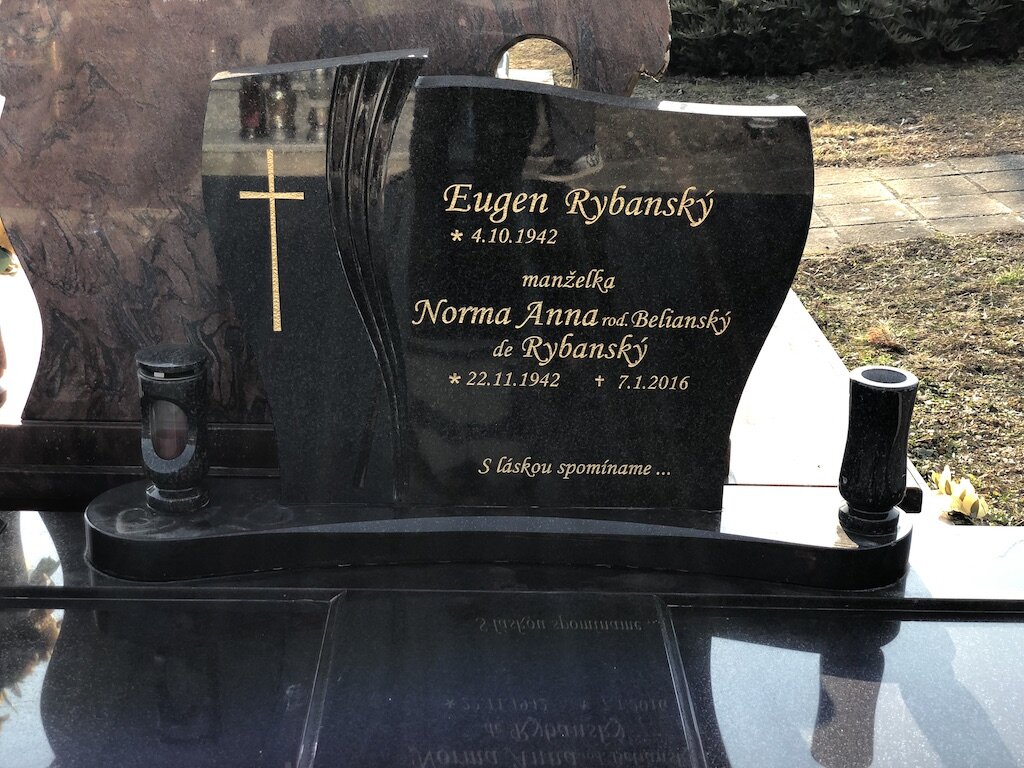 Eugen Rybanský
* 4.10.1942
manželka
Norma Anna rod. Belianský
de Rybanský
* 22.11.1942 ✝ 7.1.2016
S láskou spomíname ...